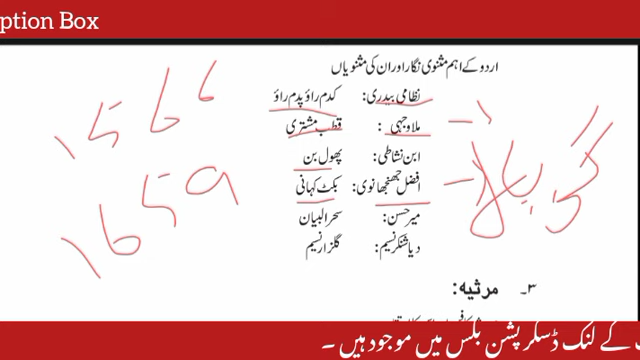 ption Box
اردو کے اہم مثنوی نگار اور ان کی مثنویاں
نظامی بیدری: کدم راؤ پدم راؤ
ملا وجہی: قطب مشتری
ابن نشاطی: پھول بن
افضل جھنجھانوی: بکٹ کہانی
میر حسن: سحر البیان
دیا شنکر نسیم: گلزار نسیم
۳۔ مرثیہ:
1566
1659
کے لنک ڈسکرپشن بکس میں موجود ہیں ۔